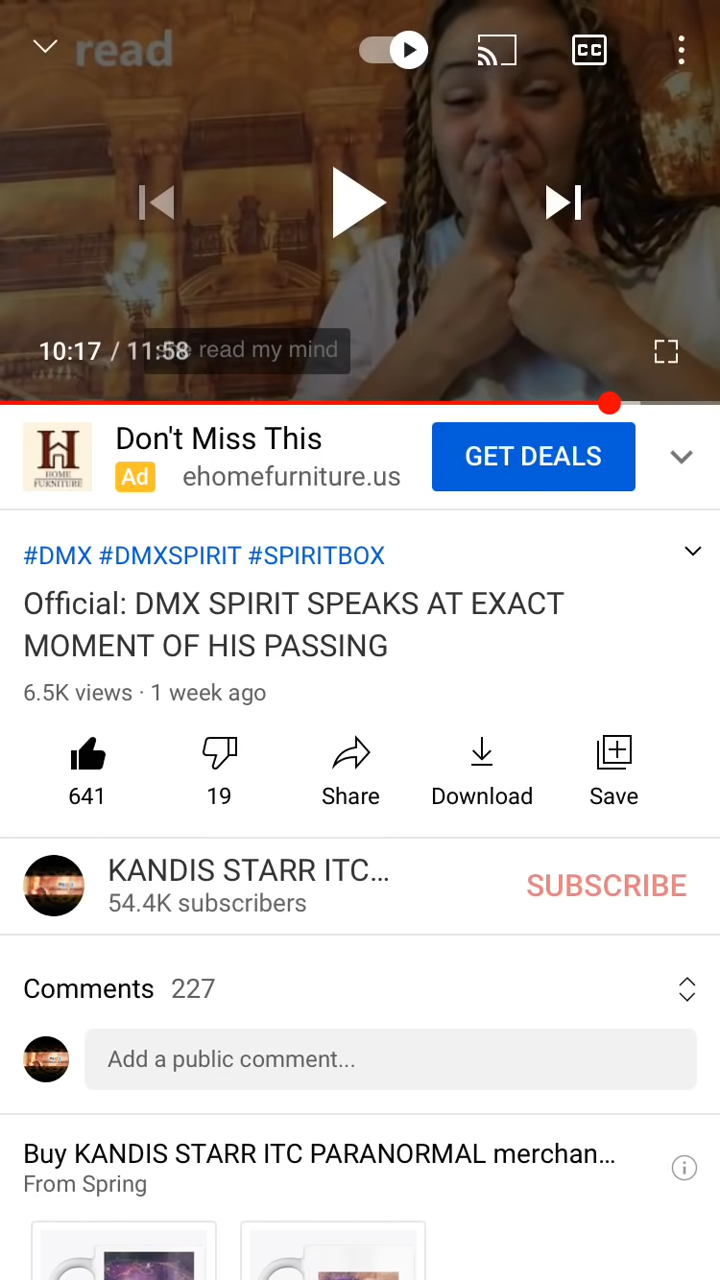 read
CC
10:17 / 11:58
read my mind
Don't Miss This
GET DEALS
Ad ehomefurniture.us
H
HOME
FURNITURE
#DMX #DMXSPIRIT #SPIRITBOX
Official: DMX SPIRIT SPEAKS AT EXACT
MOMENT OF HIS PASSING
6.5K views · 1 week ago
641 19 Share Download Save
KANDIS STARR ITC...
54.4K subscribers
SUBSCRIBE
Comments 227
Add a public comment...
Buy KANDIS STARR ITC PARANORMAL merchan...
From Spring